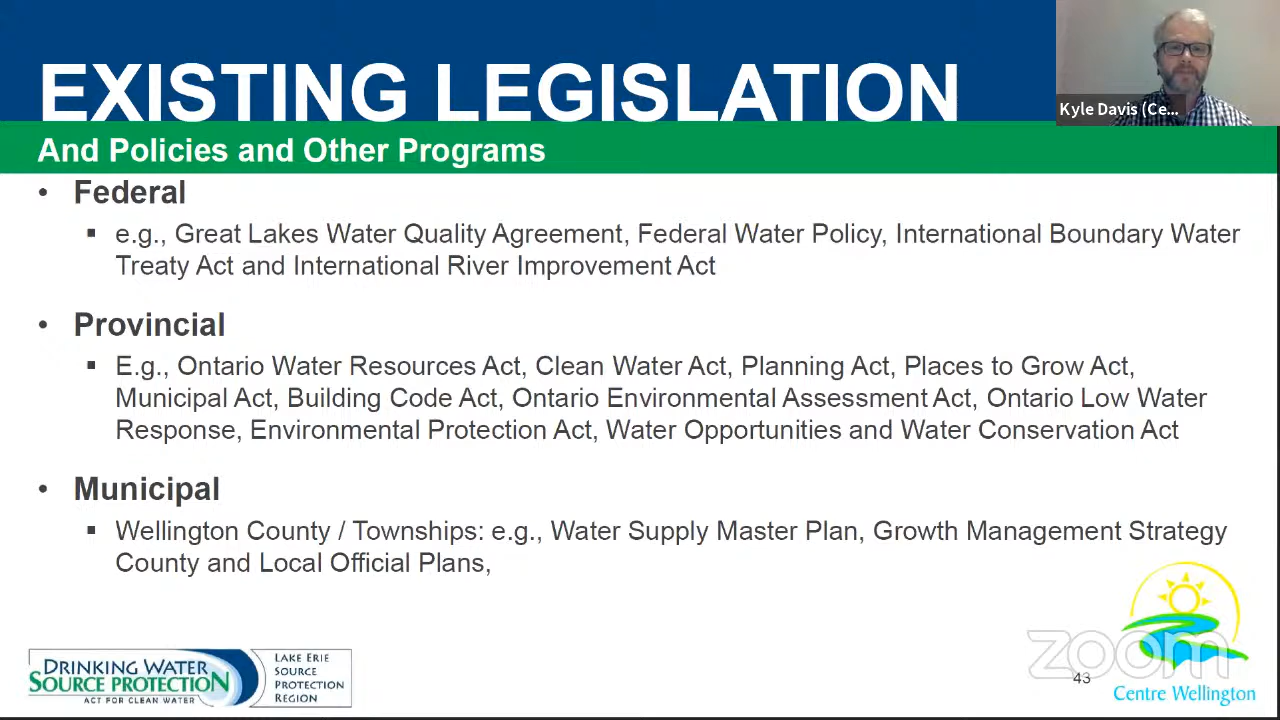 EXISTING LEGISLATION
Kyle Davis (Ce...
And Policies and Other Programs
• Federal
▪ e.g., Great Lakes Water Quality Agreement, Federal Water Policy, International Boundary Water
Treaty Act and International River Improvement Act
• Provincial
▪ E.g., Ontario Water Resources Act, Clean Water Act, Planning Act, Places to Grow Act,
Municipal Act, Building Code Act, Ontario Environmental Assessment Act, Ontario Low Water
Response, Environmental Protection Act, Water Opportunities and Water Conservation Act
• Municipal
▪ Wellington County / Townships: e.g., Water Supply Master Plan, Growth Management Strategy
County and Local Official Plans,
DRINKING WATER
SOURCE PROTECTION
ACT FOR CLEAN WATER
LAKE ERIE
SOURCE
PROTECTION
REGION
zoom
43
Centre Wellington